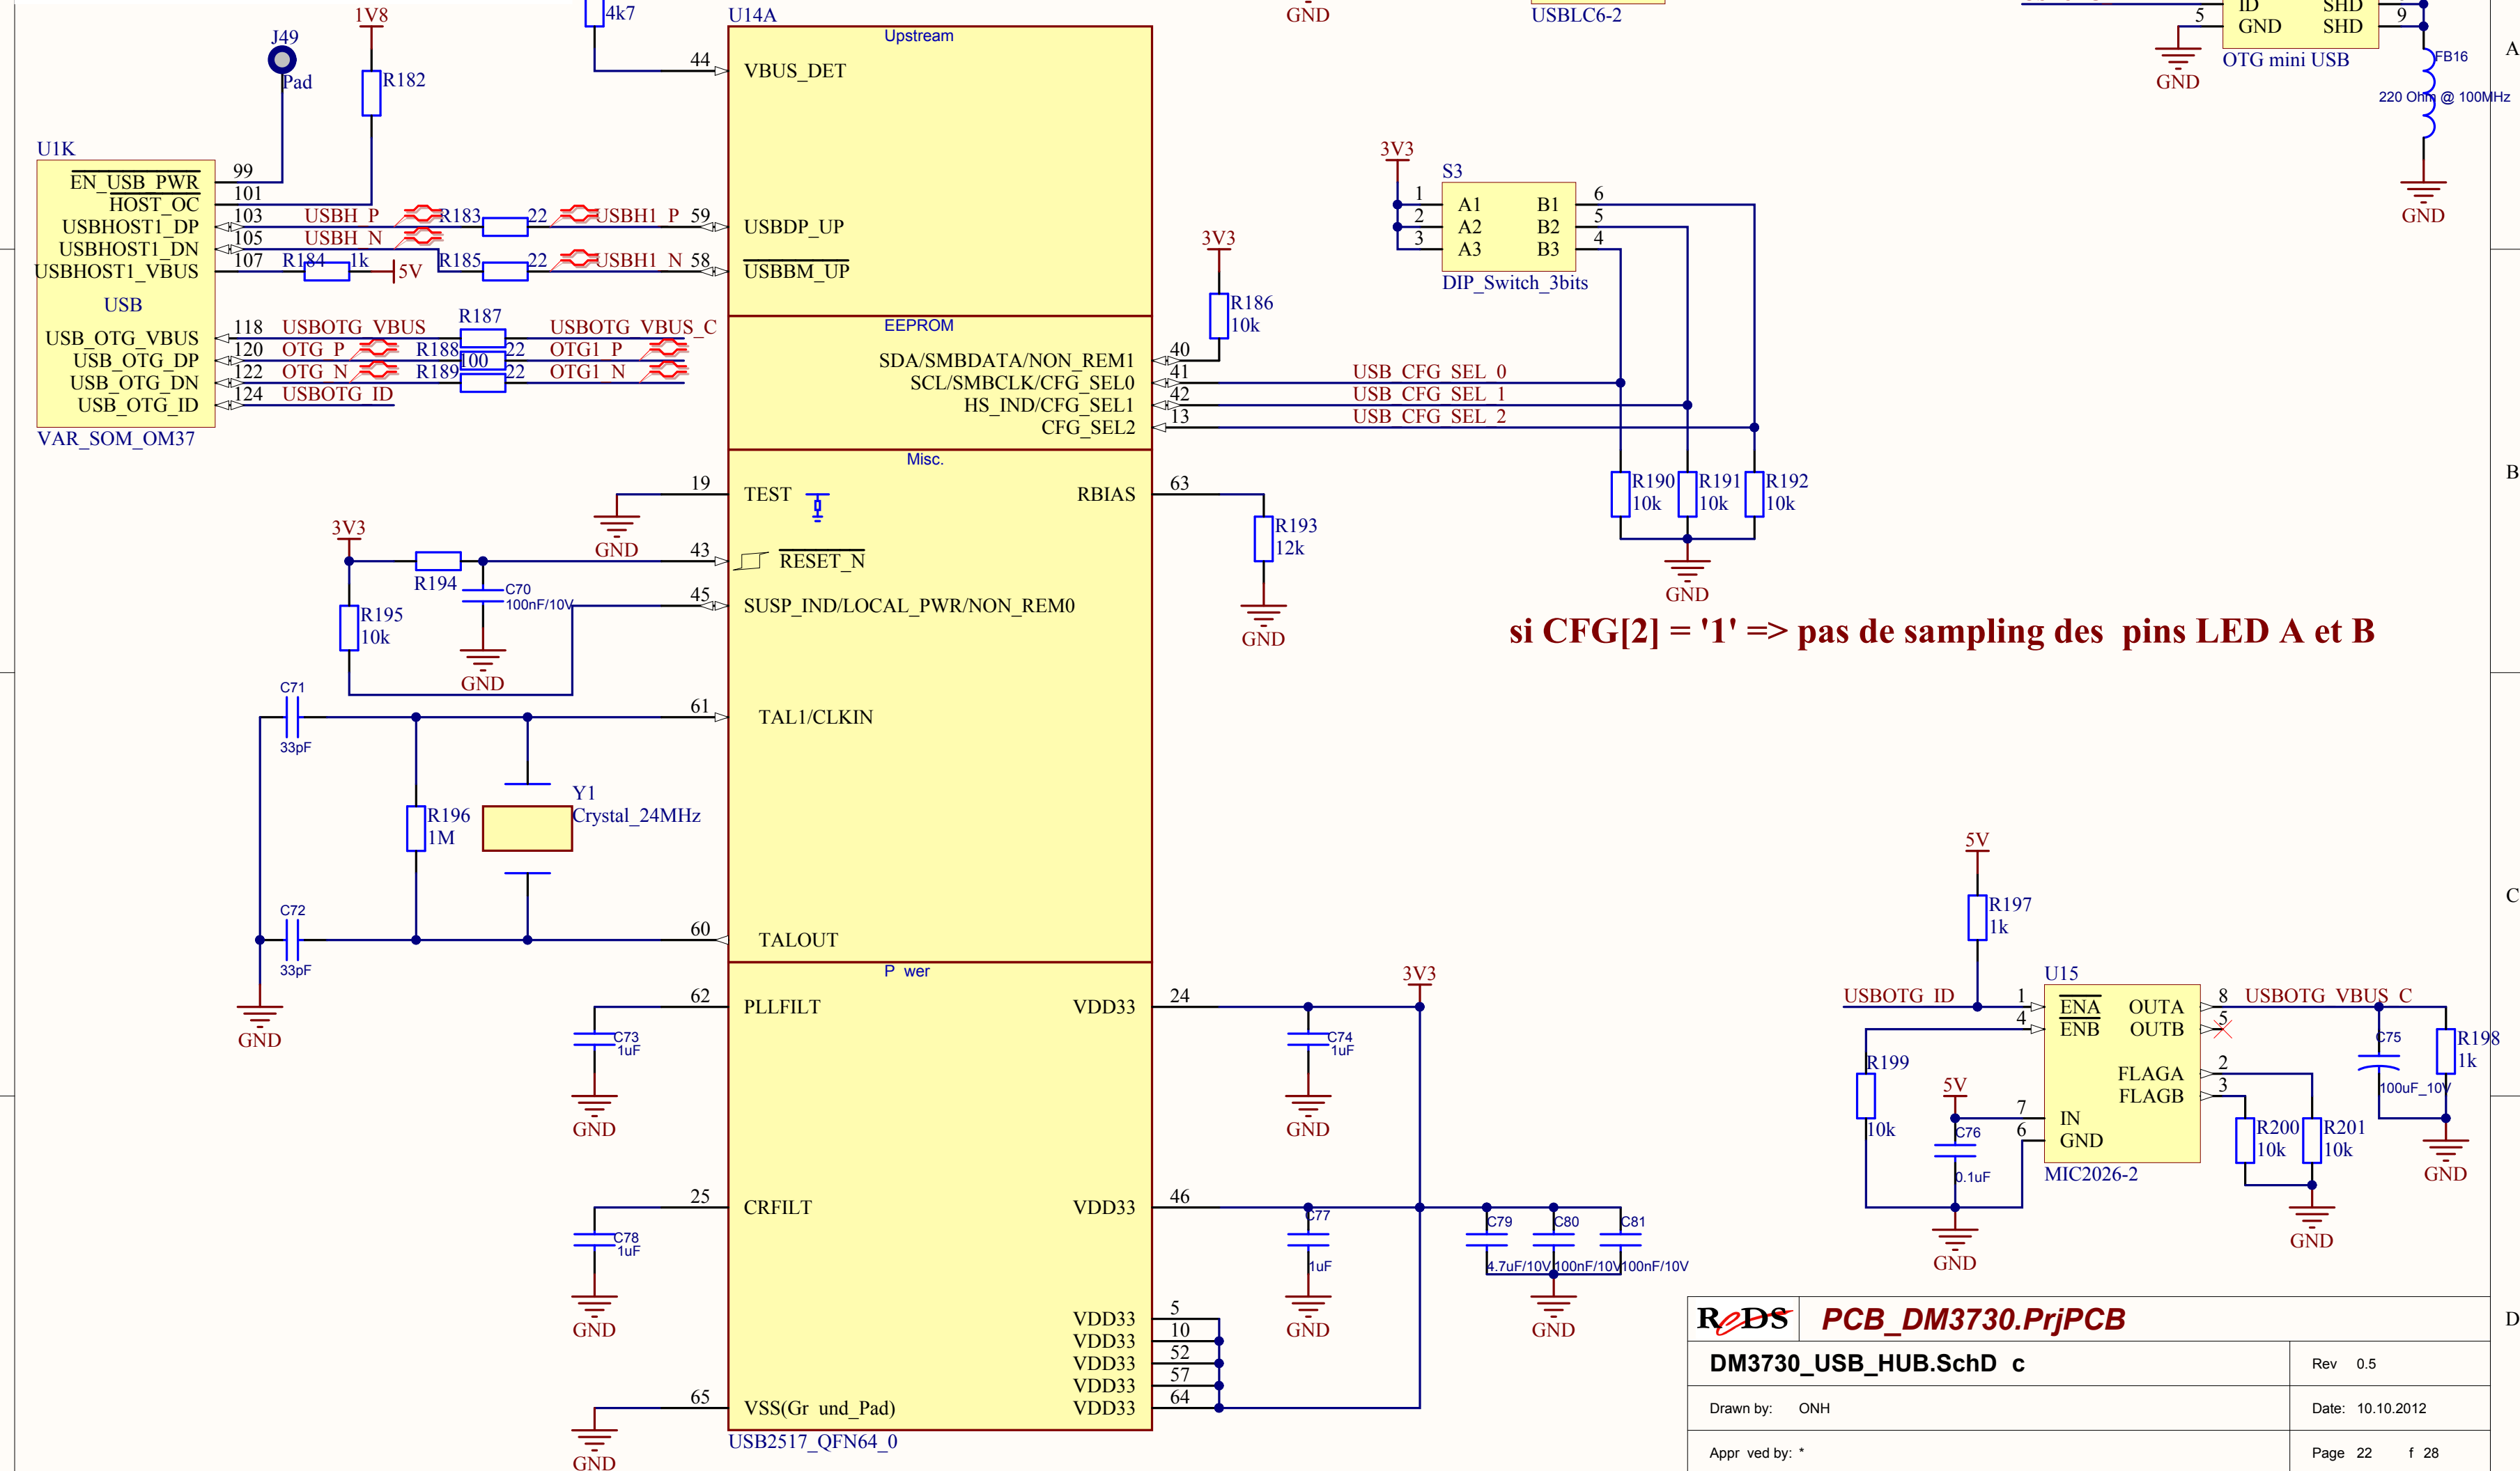 4k7
U14A
GND
USBLC6-2
ID
SHD
5
GND
SHD
9
OTG mini USB
GND
FB16
220 Ohm @ 100MHz
GND
A
B
C
D
1V8
J49
Pad
R182
U1K
EN_USB_PWR
99
HOST_OC
101
USBHOST1_DP
103
USBH_P
R183
22
USBH1_P
59
USBHOST1_DN
105
USBH_N
R185
22
USBH1_N
58
USBHOST1_VBUS
107
R184
1k
5V
USB
USB_OTG_VBUS
118
USBOTG_VBUS
R187
USBOTG_VBUS_C
USB_OTG_DP
120
OTG_P
R188
100
22
OTG1_P
USB_OTG_DN
122
OTG_N
R189
22
OTG1_N
USB_OTG_ID
124
USBOTG_ID
VAR_SOM_OM37
Upstream
44
VBUS_DET
USBDP_UP
USBBM_UP
EEPROM
SDA/SMBDATA/NON_REM1
40
SCL/SMBCLK/CFG_SEL0
41
HS_IND/CFG_SEL1
42
CFG_SEL2
13
3V3
R186
10k
USB_CFG_SEL_0
USB_CFG_SEL_1
USB_CFG_SEL_2
3V3
S3
1
A1
B1
6
2
A2
B2
5
3
A3
B3
4
DIP_Switch_3bits
R190
10k
R191
10k
R192
10k
GND
si CFG[2] = '1' => pas de sampling des pins LED A et B
Misc.
19
TEST
RBIAS
63
R193
12k
GND
GND
3V3
43
RESET_N
R194
C70
100nF/10V
45
SUSP_IND/LOCAL_PWR/NON_REM0
R195
10k
GND
C71
33pF
61
TAL1/CLKIN
R196
1M
Y1
Crystal_24MHz
C72
33pF
60
TALOUT
GND
P wer
62
PLLFILT
VDD33
24
3V3
C73
1uF
GND
C74
1uF
GND
25
CRFILT
VDD33
46
C78
1uF
GND
C77
1uF
GND
C79
4.7uF/10V
C80
100nF/10V
C81
100nF/10V
GND
VDD33
5
VDD33
10
VDD33
52
VDD33
57
VDD33
64
65
VSS(Gr und_Pad)
GND
USB2517_QFN64_0
5V
R197
1k
U15
USBOTG_ID
1
ENA
OUTA
8
USBOTG_VBUS_C
4
ENB
OUTB
5
C75
100uF_10V
R198
1k
GND
R199
10k
FLAGA
2
FLAGB
3
5V
7
IN
6
GND
C76
0.1uF
MIC2026-2
R200
10k
R201
10k
GND
GND
ReDS
PCB_DM3730.PrjPCB
DM3730_USB_HUB.SchD c
Rev 0.5
Drawn by: ONH
Date: 10.10.2012
Appr ved by: *
Page 22 f 28